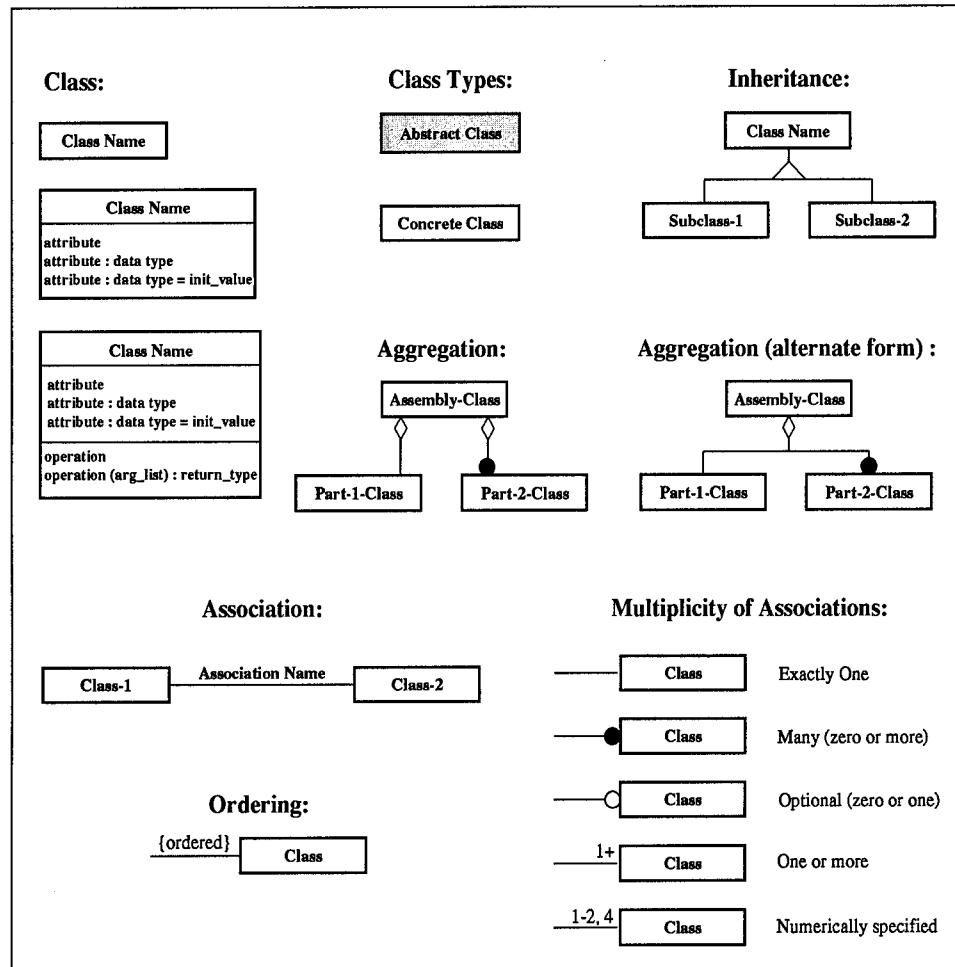 Class:
Class Name
Class Name
attribute
attribute : data type
attribute : data type = init_value
Class Name
attribute
attribute : data type
attribute : data type = init_value
operation
operation (arg_list) : return_type
Class Types:
Abstract Class
Concrete Class
Inheritance:
Class Name
Subclass-1
Subclass-2
Aggregation:
Assembly-Class
Part-1-Class
Part-2-Class
Aggregation (alternate form) :
Assembly-Class
Part-1-Class
Part-2-Class
Association:
Class-1
Association Name
Class-2
Ordering:
{ordered}
Class
Multiplicity of Associations:
Class
Exactly One
Class
Many (zero or more)
Class
Optional (zero or one)
1+
Class
One or more
1-2, 4
Class
Numerically specified